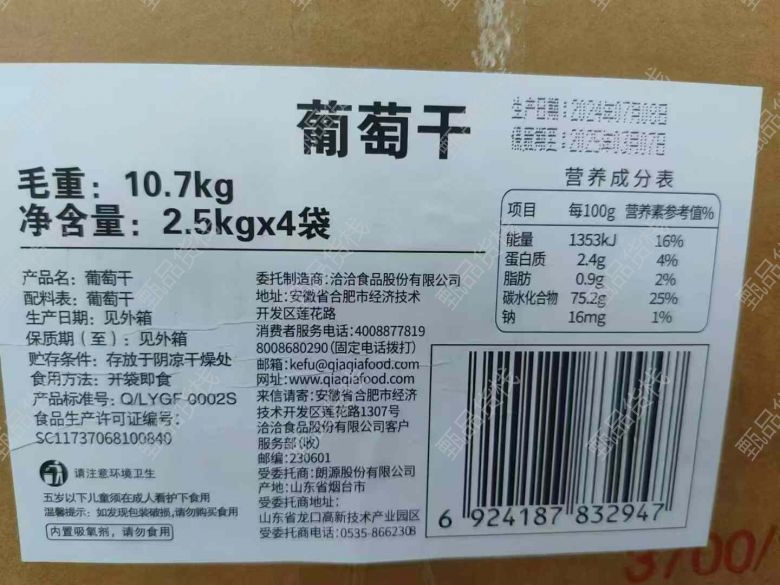 葡萄干
生产日期:2024年07月08日
保质期至:2025年03月07日
毛重：10.7kg
净含量：2.5kgx4袋
营养成分表
项目 每100g 营养素参考值%
能量 1353kJ 16%
蛋白质 2.4g 4%
脂肪 0.9g 2%
碳水化合物 75.2g 25%
钠 16mg 1%
产品名：葡萄干
配料表：葡萄干
生产日期：见外箱
保质期（至）：见外箱
贮存条件：存放于阴凉干燥处
食用方法：开袋即食
产品标准号：Q/LYGF 0002S
食品生产许可证编号：
SC11737068100840
请注意环境卫生
五岁以下儿童须在成人看护下食用
温馨提示：如发现包装破损,请勿购买食用
内置吸氧剂，请勿食用
委托制造商：洽洽食品股份有限公司
地址：安徽省合肥市经济技术
开发区莲花路
消费者服务电话:4008877819
8008680290(固定电话拨打)
邮箱：kefu@qiaqiafood.com
网址：www.qiaqiafood.com
来信请寄：安徽省合肥市经济
技术开发区莲花路1307号
洽洽食品股份有限公司客户
服务部(收)
邮编：230601
受委托商：朗源股份有限公司
产地：山东省烟台市
受委托商地址：
山东省龙口高新技术产业园区
受委托商电话：0535-8662308
6 924187 832947
3700/
甄品货栈